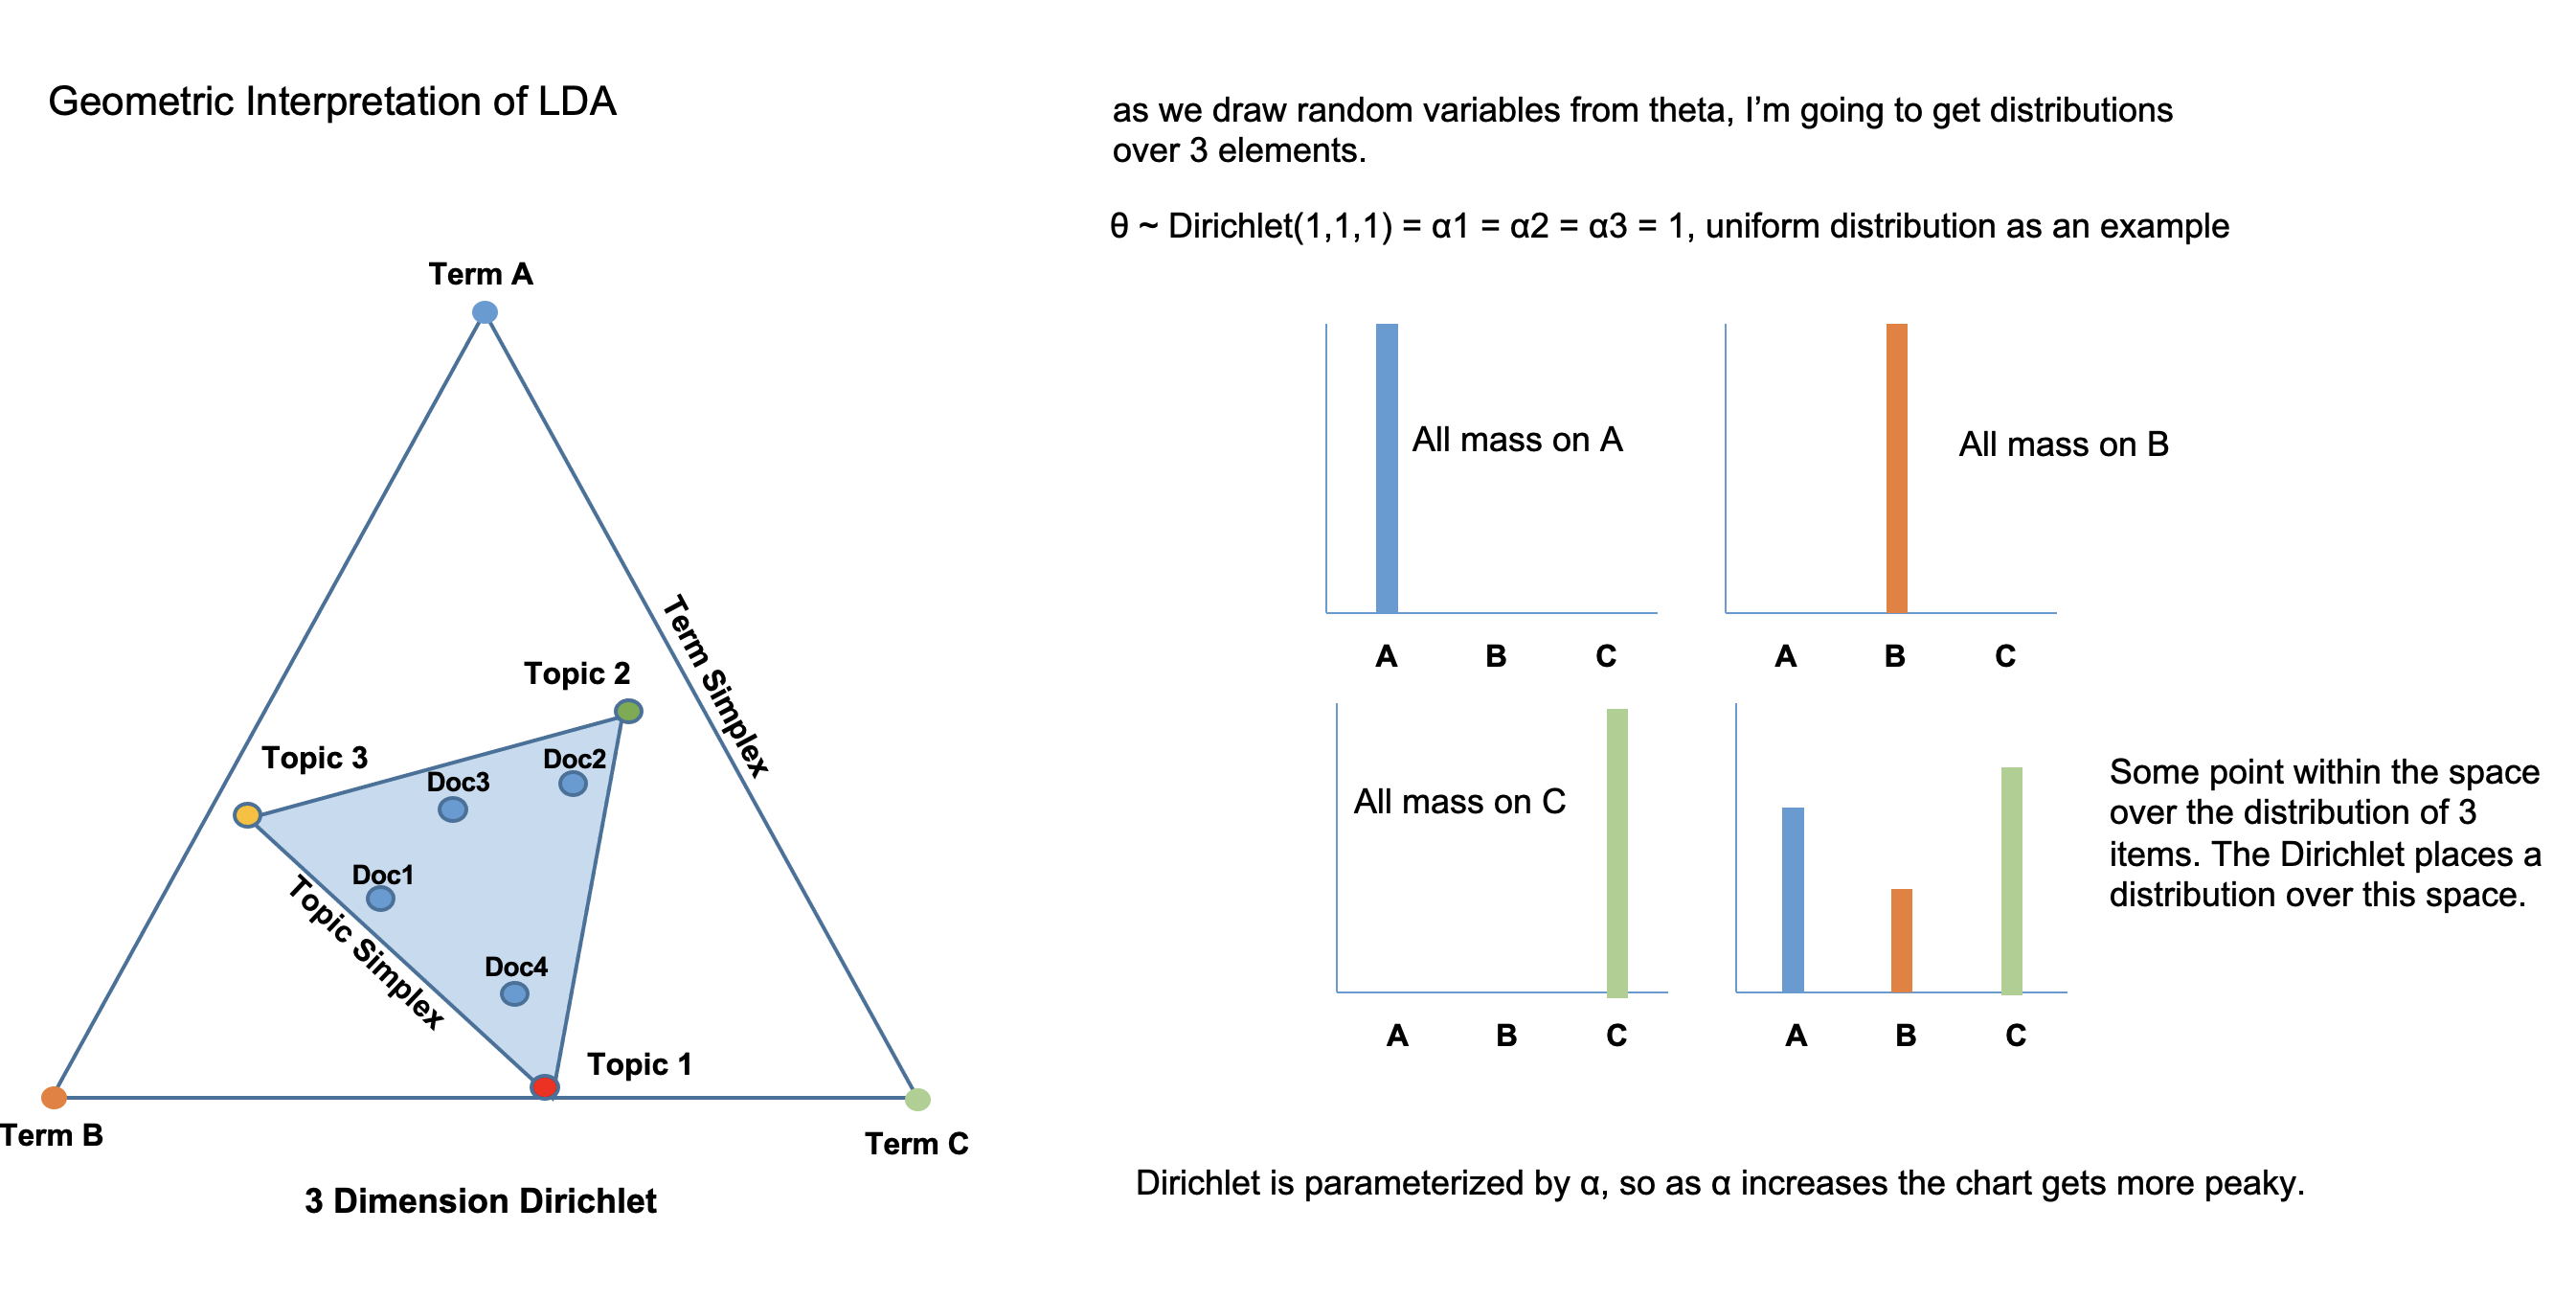 Geometric Interpretation of LDA
as we draw random variables from theta, I’m going to get distributions
over 3 elements.
θ ~ Dirichlet(1,1,1) = α1 = α2 = α3 = 1, uniform distribution as an example
Term A
Term Simplex
Topic 2
Topic 3
Doc2
Doc3
Doc1
Topic Simplex
Doc4
Topic 1
Term B
Term C
3 Dimension Dirichlet
All mass on A
A B C
All mass on B
A B C
All mass on C
A B C
A B C
Some point within the space
over the distribution of 3
items. The Dirichlet places a
distribution over this space.
Dirichlet is parameterized by α, so as α increases the chart gets more peaky.